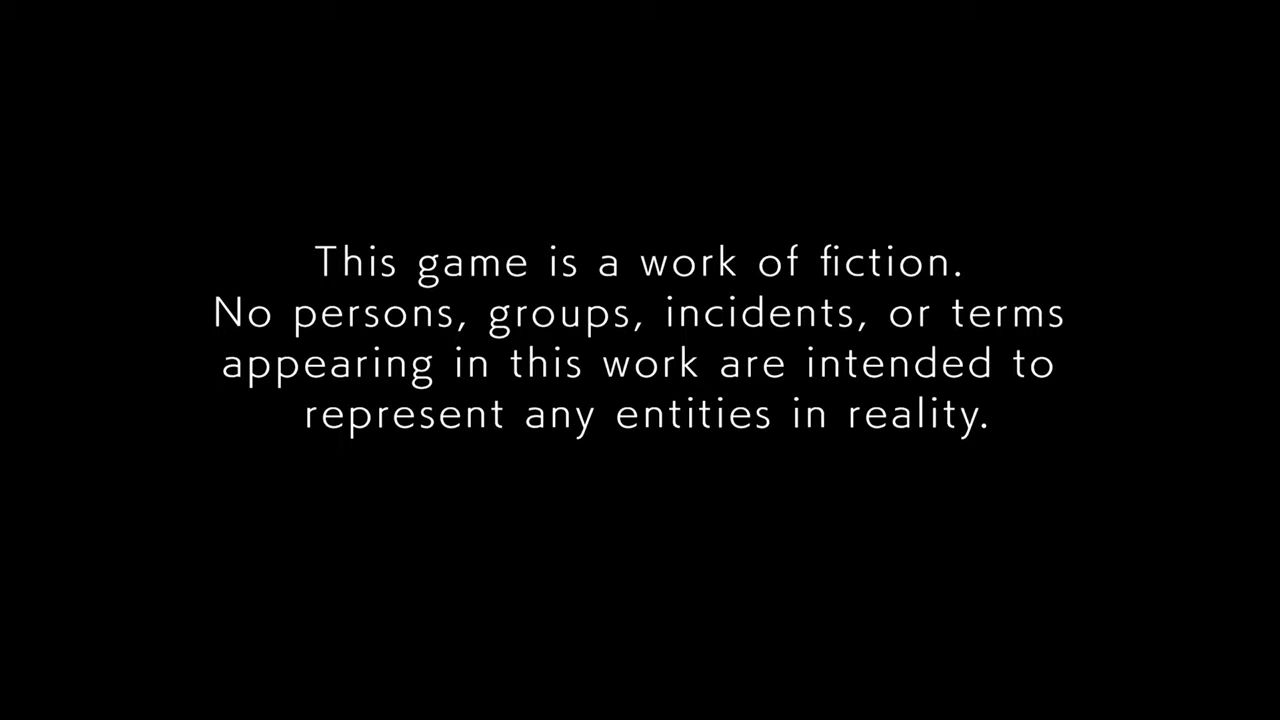 This game is a work of fiction.
No persons, groups, incidents, or terms
appearing in this work are intended to
represent any entities in reality.